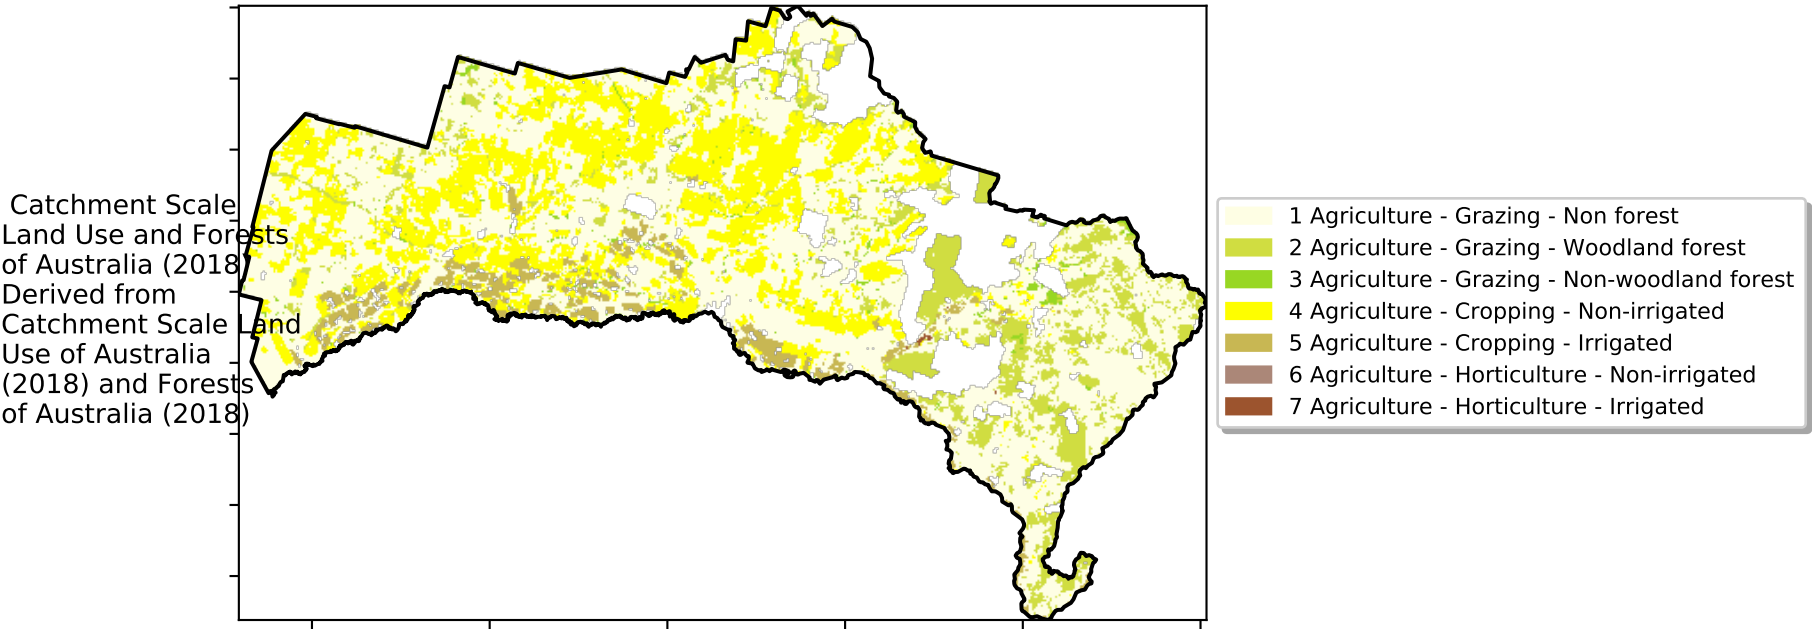 Catchment Scale
Land Use and Forests
of Australia (2018)
Derived from
Catchment Scale Land
Use of Australia
(2018) and Forests
of Australia (2018)
1 Agriculture - Grazing - Non forest
2 Agriculture - Grazing - Woodland forest
3 Agriculture - Grazing - Non-woodland forest
4 Agriculture - Cropping - Non-irrigated
5 Agriculture - Cropping - Irrigated
6 Agriculture - Horticulture - Non-irrigated
7 Agriculture - Horticulture - Irrigated